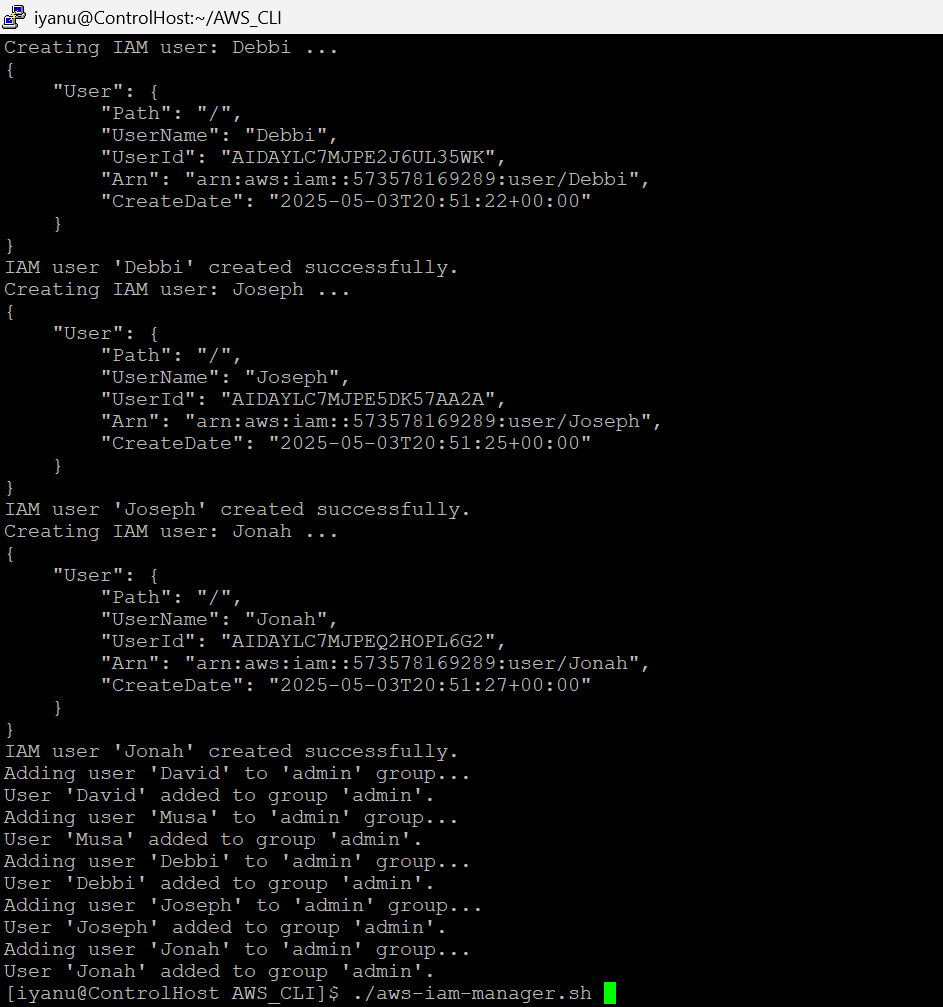 iyanu@ControlHost:~/AWS_CLI
Creating IAM user: Debbi ...
{
    "User": {
        "Path": "/",
        "UserName": "Debbi",
        "UserId": "AIDAYLC7MJPE2J6UL35WK",
        "Arn": "arn:aws:iam::573578169289:user/Debbi",
        "CreateDate": "2025-05-03T20:51:22+00:00"
    }
}
IAM user 'Debbi' created successfully.
Creating IAM user: Joseph ...
{
    "User": {
        "Path": "/",
        "UserName": "Joseph",
        "UserId": "AIDAYLC7MJPE5DK57AA2A",
        "Arn": "arn:aws:iam::573578169289:user/Joseph",
        "CreateDate": "2025-05-03T20:51:25+00:00"
    }
}
IAM user 'Joseph' created successfully.
Creating IAM user: Jonah ...
{
    "User": {
        "Path": "/",
        "UserName": "Jonah",
        "UserId": "AIDAYLC7MJPEQ2HOPL6G2",
        "Arn": "arn:aws:iam::573578169289:user/Jonah",
        "CreateDate": "2025-05-03T20:51:27+00:00"
    }
}
IAM user 'Jonah' created successfully.
Adding user 'David' to 'admin' group...
User 'David' added to group 'admin'.
Adding user 'Musa' to 'admin' group...
User 'Musa' added to group 'admin'.
Adding user 'Debbi' to 'admin' group...
User 'Debbi' added to group 'admin'.
Adding user 'Joseph' to 'admin' group...
User 'Joseph' added to group 'admin'.
Adding user 'Jonah' to 'admin' group...
User 'Jonah' added to group 'admin'.
[iyanu@ControlHost AWS_CLI]$ ./aws-iam-manager.sh